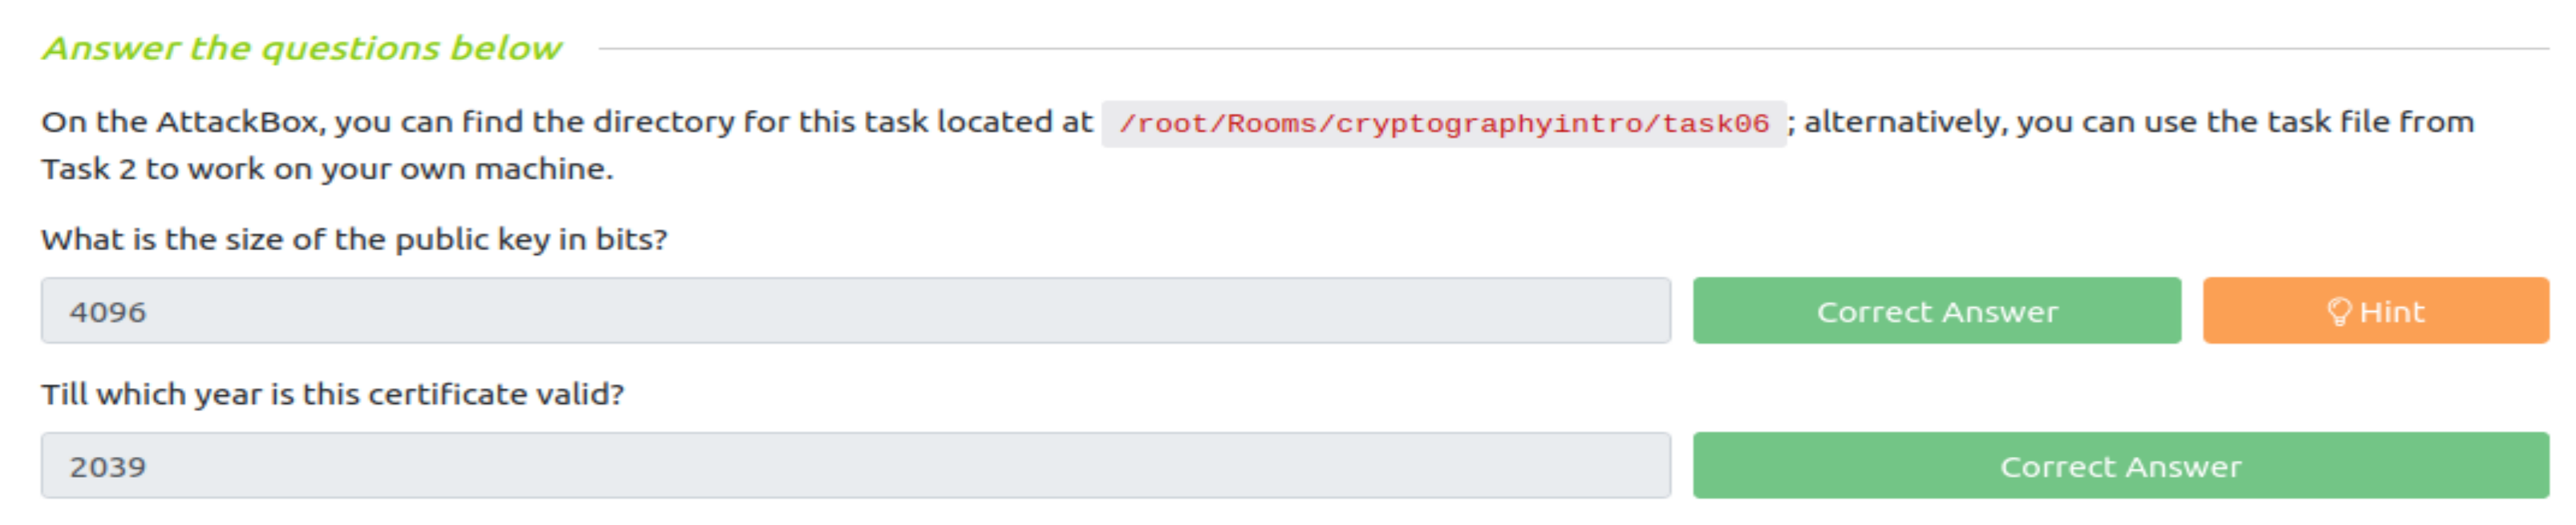 Answer the questions below
On the AttackBox, you can find the directory for this task located at /root/Rooms/cryptographyintro/task06 ; alternatively, you can use the task file from
Task 2 to work on your own machine.
What is the size of the public key in bits?
4096 Correct Answer Hint
Till which year is this certificate valid?
2039 Correct Answer